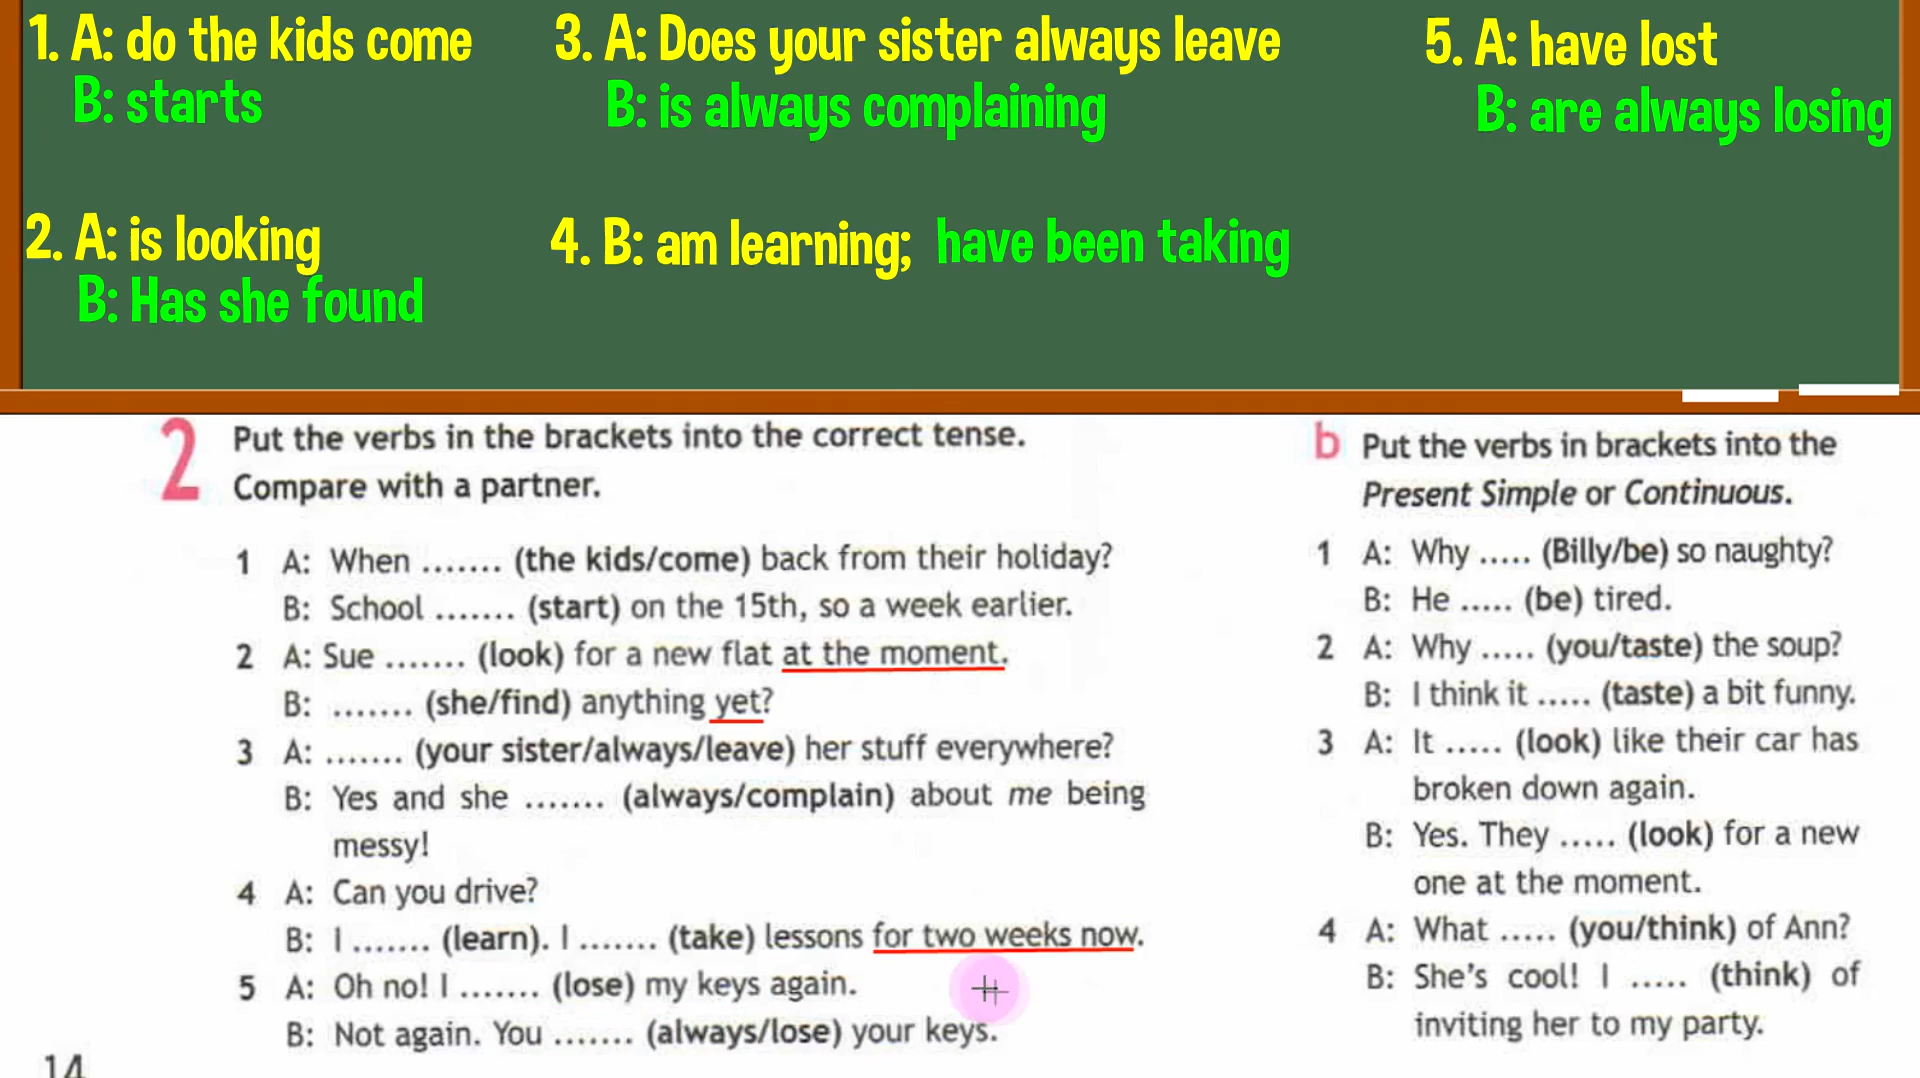 1. A: do the kids come
B: starts
2. A: is looking
B: Has she found
3. A: Does your sister always leave
B: is always complaining
4. B: am learning; have been taking
5. A: have lost
B: are always losing
2 Put the verbs in the brackets into the correct tense.
Compare with a partner.
1 A: When ....... (the kids/come) back from their holiday?
B: School ....... (start) on the 15th, so a week earlier.
2 A: Sue ....... (look) for a new flat at the moment.
B: ....... (she/find) anything yet?
3 A: ....... (your sister/always/leave) her stuff everywhere?
B: Yes and she ....... (always/complain) about me being
messy!
4 A: Can you drive?
B: I ....... (learn). I ....... (take) lessons for two weeks now.
5 A: Oh no! I ....... (lose) my keys again.
B: Not again. You ....... (always/lose) your keys.
14
b Put the verbs in brackets into the
Present Simple or Continuous.
1 A: Why ..... (Billy/be) so naughty?
B: He ..... (be) tired.
2 A: Why ..... (you/taste) the soup?
B: I think it ..... (taste) a bit funny.
3 A: It ..... (look) like their car has
broken down again.
B: Yes. They ..... (look) for a new
one at the moment.
4 A: What ..... (you/think) of Ann?
B: She's cool! I ..... (think) of
inviting her to my party.